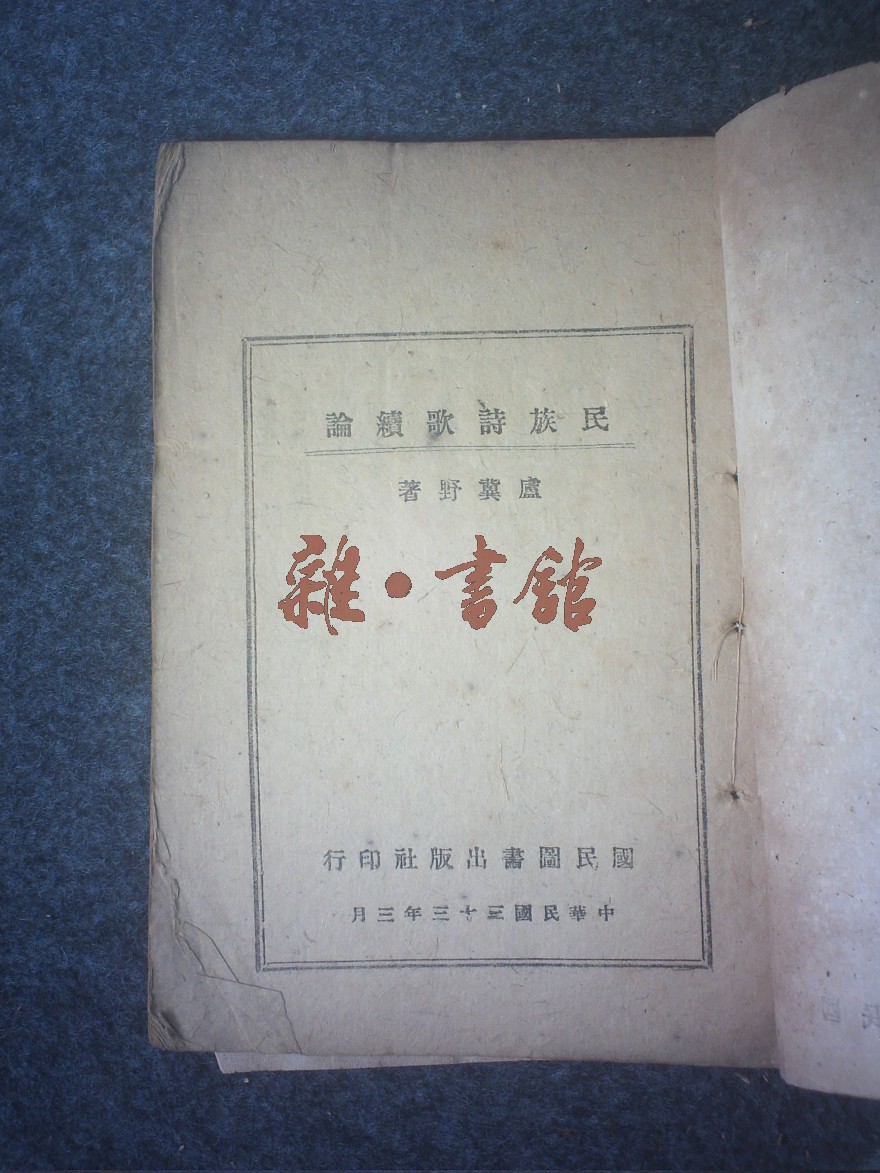 民族詩歌續論
盧冀野著
雜·書館
國民圖書出版社印行
中華民國三十三年三月